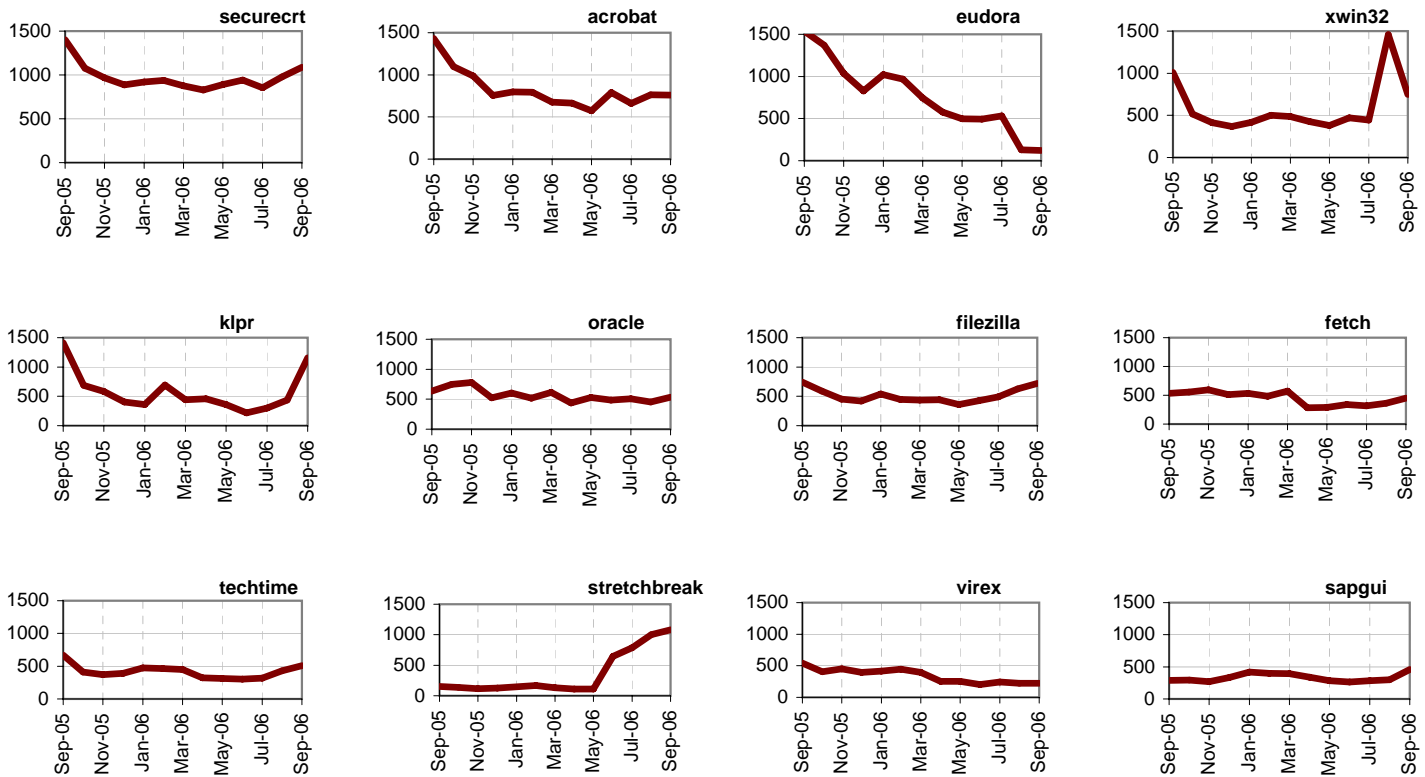 securecrt
1500
1000
500
0
Sep-05
Nov-05
Jan-06
Mar-06
May-06
Jul-06
Sep-06
acrobat
1500
1000
500
0
Sep-05
Nov-05
Jan-06
Mar-06
May-06
Jul-06
Sep-06
eudora
1500
1000
500
0
Sep-05
Nov-05
Jan-06
Mar-06
May-06
Jul-06
Sep-06
xwin32
1500
1000
500
0
Sep-05
Nov-05
Jan-06
Mar-06
May-06
Jul-06
Sep-06
klpr
1500
1000
500
0
Sep-05
Nov-05
Jan-06
Mar-06
May-06
Jul-06
Sep-06
oracle
1500
1000
500
0
Sep-05
Nov-05
Jan-06
Mar-06
May-06
Jul-06
Sep-06
filezilla
1500
1000
500
0
Sep-05
Nov-05
Jan-06
Mar-06
May-06
Jul-06
Sep-06
fetch
1500
1000
500
0
Sep-05
Nov-05
Jan-06
Mar-06
May-06
Jul-06
Sep-06
techtime
1500
1000
500
0
Sep-05
Nov-05
Jan-06
Mar-06
May-06
Jul-06
Sep-06
stretchbreak
1500
1000
500
0
Sep-05
Nov-05
Jan-06
Mar-06
May-06
Jul-06
Sep-06
virex
1500
1000
500
0
Sep-05
Nov-05
Jan-06
Mar-06
May-06
Jul-06
Sep-06
sapgui
1500
1000
500
0
Sep-05
Nov-05
Jan-06
Mar-06
May-06
Jul-06
Sep-06